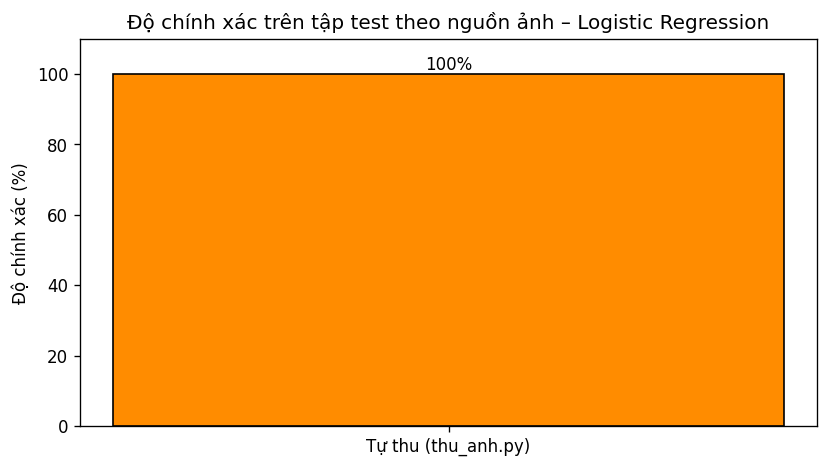 Độ chính xác trên tập test theo nguồn ảnh – Logistic Regression
100%
Độ chính xác (%)
100
80
60
40
20
0
Tự thu (thu_anh.py)